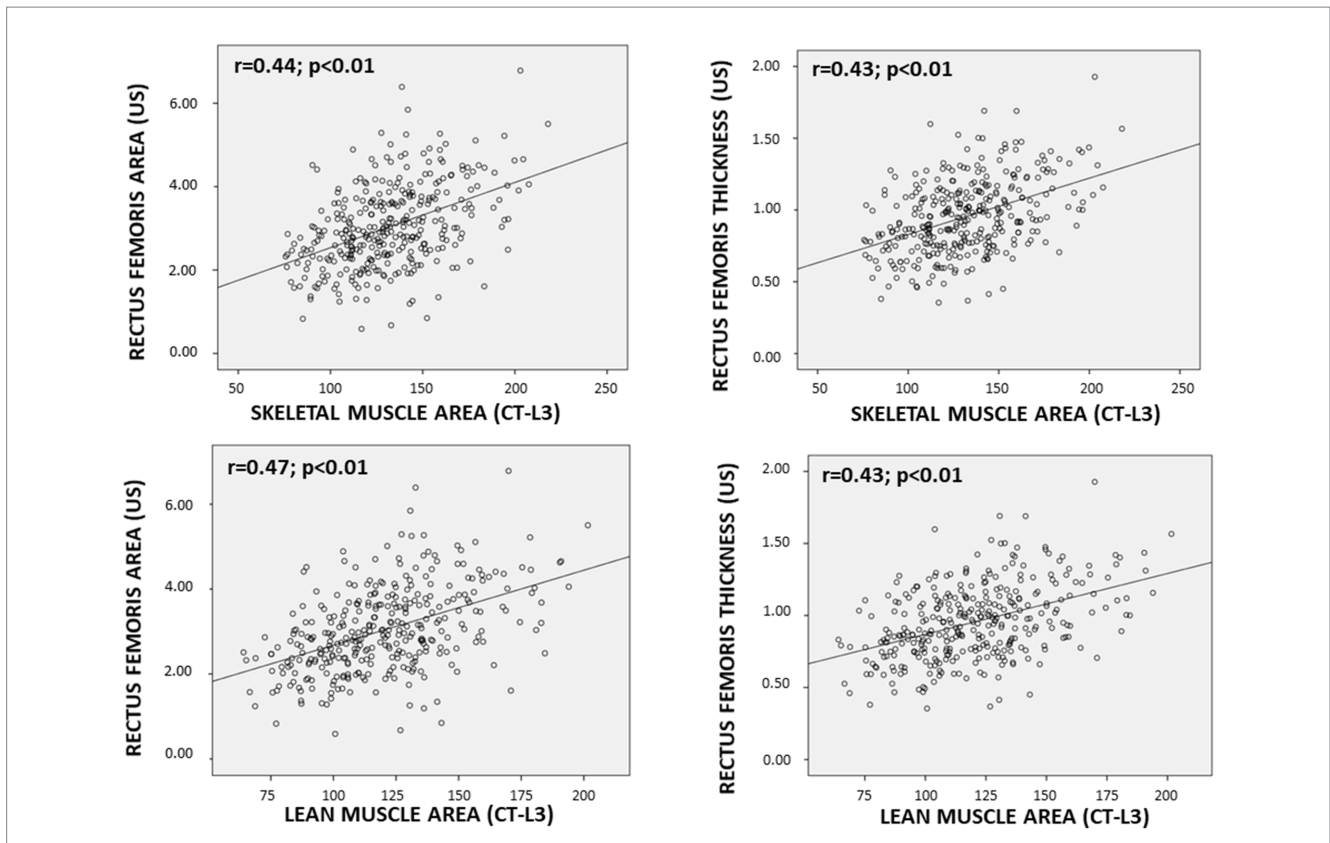 r=0.44; p<0.01
RECTUS FEMORIS AREA (US)
6.00
4.00
2.00
0.00
50 100 150 200 250
SKELETAL MUSCLE AREA (CT-L3)
r=0.43; p<0.01
RECTUS FEMORIS THICKNESS (US)
2.00
1.50
1.00
0.50
0.00
50 100 150 200 250
SKELETAL MUSCLE AREA (CT-L3)
r=0.47; p<0.01
RECTUS FEMORIS AREA (US)
6.00
4.00
2.00
0.00
75 100 125 150 175 200
LEAN MUSCLE AREA (CT-L3)
r=0.43; p<0.01
RECTUS FEMORIS THICKNESS (US)
2.00
1.50
1.00
0.50
0.00
75 100 125 150 175 200
LEAN MUSCLE AREA (CT-L3)